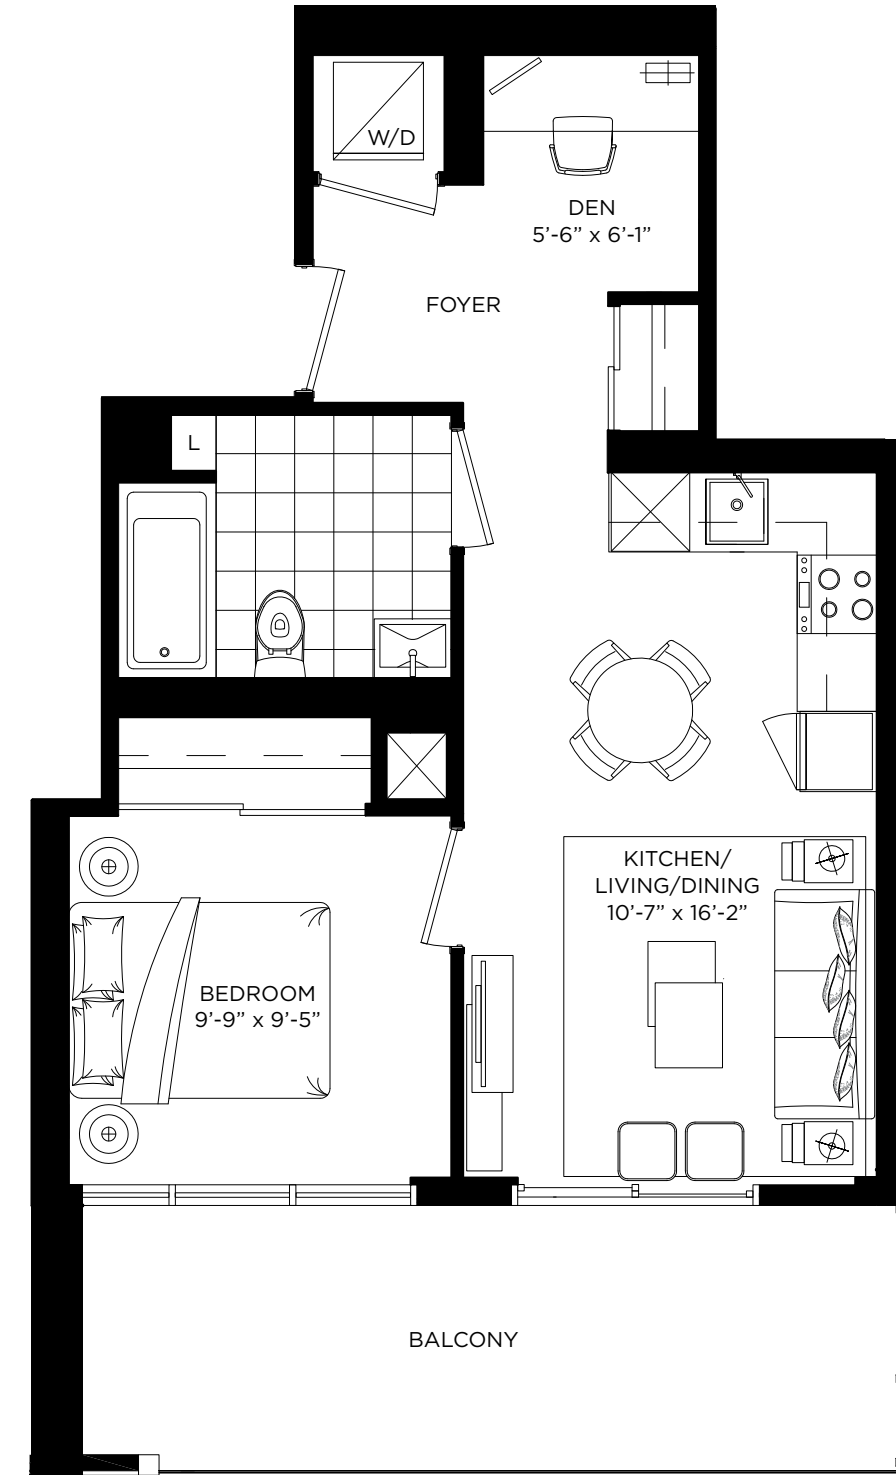 W/D
DEN
5’-6” x 6’-1”
FOYER
L
KITCHEN/
LIVING/DINING
10’-7” x 16’-2”
BEDROOM
9’-9” x 9’-5”
BALCONY